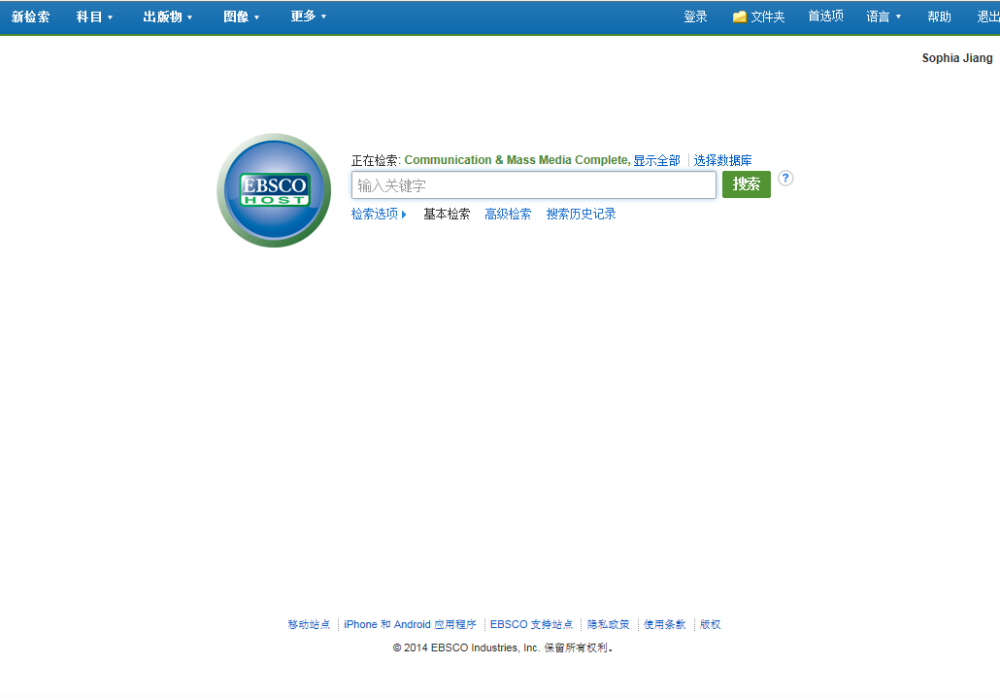 新检索 科目 出版物 图像 更多 登录 文件夹 首选项 语言 帮助 退出
Sophia Jiang
正在检索: Communication & Mass Media Complete, 显示全部 选择数据库
EBSCO
HOST
输入关键字 搜索 ?
检索选项 基本检索 高级检索 搜索历史记录
移动站点 iPhone 和 Android 应用程序 EBSCO 支持站点 隐私政策 使用条款 版权
© 2014 EBSCO Industries, Inc. 保留所有权利。